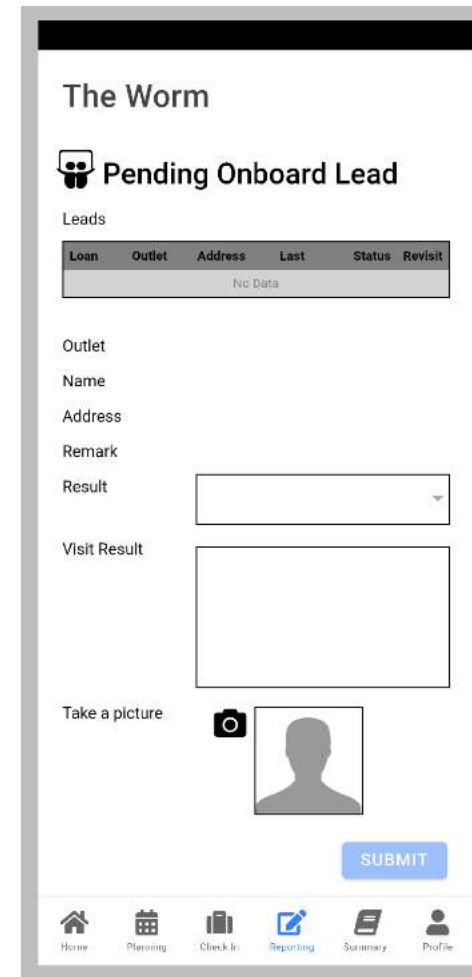 The Worm
Pending Onboard Lead
Leads
Loan Outlet Address Last Status Revisit
No Data
Outlet
Name
Address
Remark
Result
Visit Result
Take a picture
SUBMIT
Home Planning Check In Reporting Summary Profile